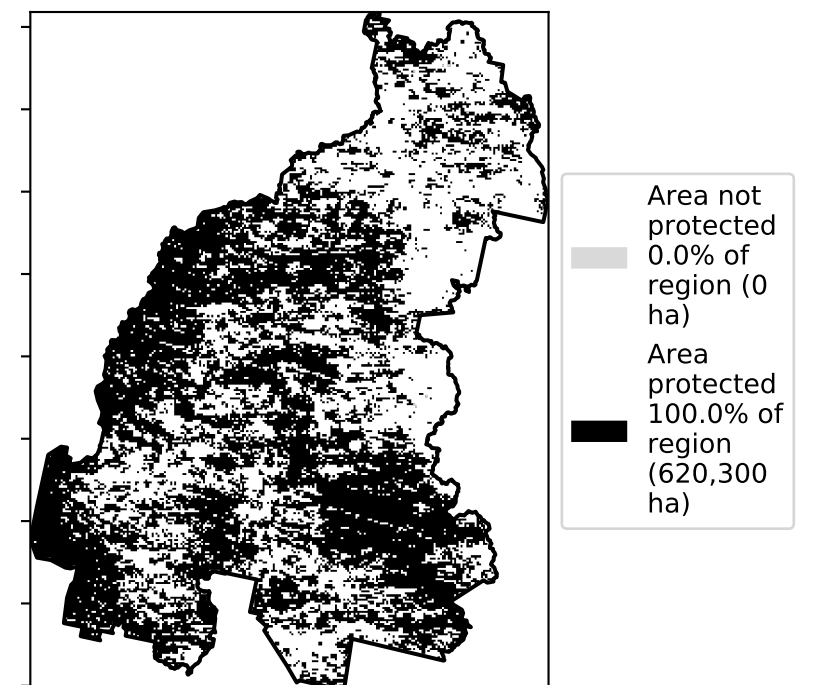 Area not
protected
0.0% of
region (0
ha)
Area
protected
100.0% of
region
(620,300
ha)